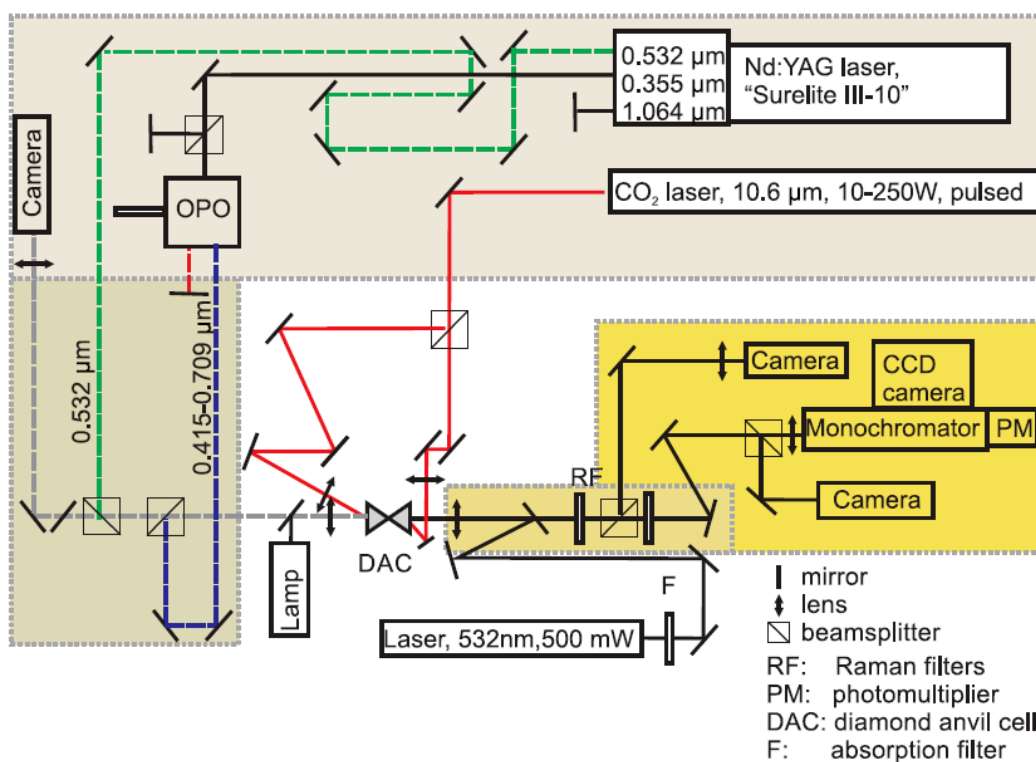 0.532 µm
0.355 µm
1.064 µm
Nd:YAG laser,
"Surelite III-10"
Camera
OPO
CO₂ laser, 10.6 µm, 10-250W, pulsed
0.532 µm
0.415-0.709 µm
Camera
CCD
camera
Monochromator
PM
Camera
RF
DAC
Lamp
F
Laser, 532nm,500 mW
mirror
lens
beamsplitter
RF: Raman filters
PM: photomultiplier
DAC: diamond anvil cell
F: absorption filter